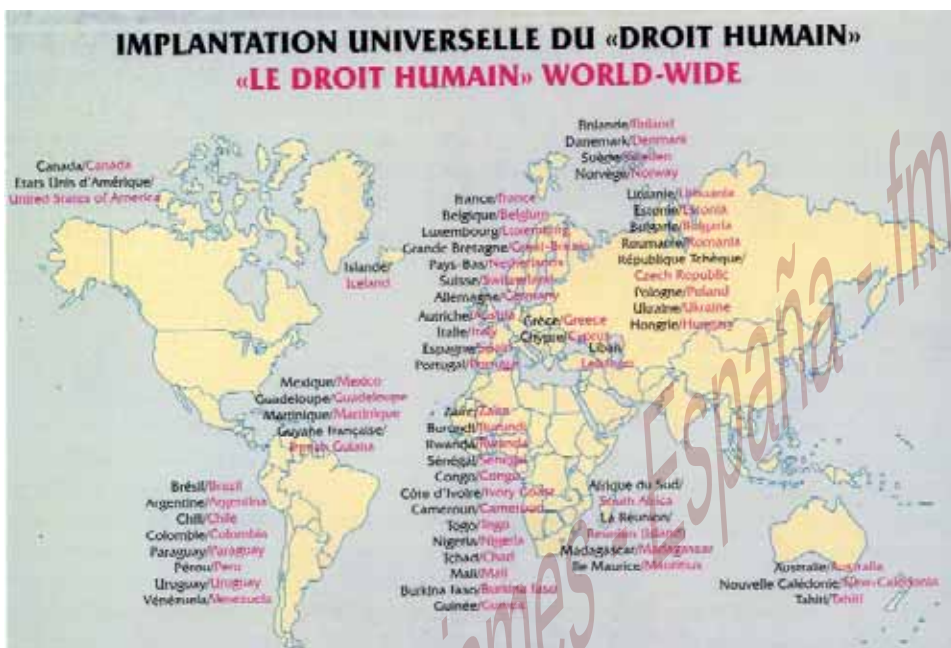 IMPLANTATION UNIVERSELLE DU «DROIT HUMAIN»
«LE DROIT HUMAIN» WORLD-WIDE
Canada/Canada
Etats Unis d'Amérique/
United States of America
Finlande/Finland
Danemark/Denmark
Suède/Sweden
Norvège/Norway
France/France
Belgique/Belgium
Luxembourg/Luxemburg
Grande Bretagne/Great-Britain
Pays-Bas/Netherlands
Suisse/Switzerland
Allemagne/Germany
Autriche/Austria
Italie/Italy
Espagne/Spain
Portugal/Portugal
Islande/
Iceland
Lituanie/Lithuania
Estonie/Estonia
Bulgarie/Bulgaria
Roumanie/Romania
République Tchèque/
Czech Republic
Pologne/Poland
Ukraine/Ukraine
Hongrie/Hungary
Grèce/Greece
Chypre/Cyprus
Liban/
Mexique/Mexico
Guadeloupe/Guadeloupe
Martinique/Martinique
Guyane française/
French Guiana
Brésil/Brazil
Argentine/Argentina
Chili/Chile
Colombie/Colombia
Paraguay/Paraguay
Pérou/Peru
Uruguay/Uruguay
Vénézuela/Venezuela
Zaïre/Zaïre
Burundi/Burundi
Rwanda/Rwanda
Sénégal/Senegal
Congo/Congo
Côte d'Ivoire/Ivory Coast
Cameroun/Cameroun
Togo/Togo
Nigeria/Nigeria
Tchad/Chad
Mali/Mali
Burkina Faso/Burkina Faso
Guinée/Guinea
Afrique du Sud/
South Africa
La Réunion/
Reunion (Island)
Madagascar/Madagascar
Ile Maurice/Mauritius
Australie/Australia
Nouvelle Calédonie/New-Caledonia
Tahiti/Tahiti
España - fm